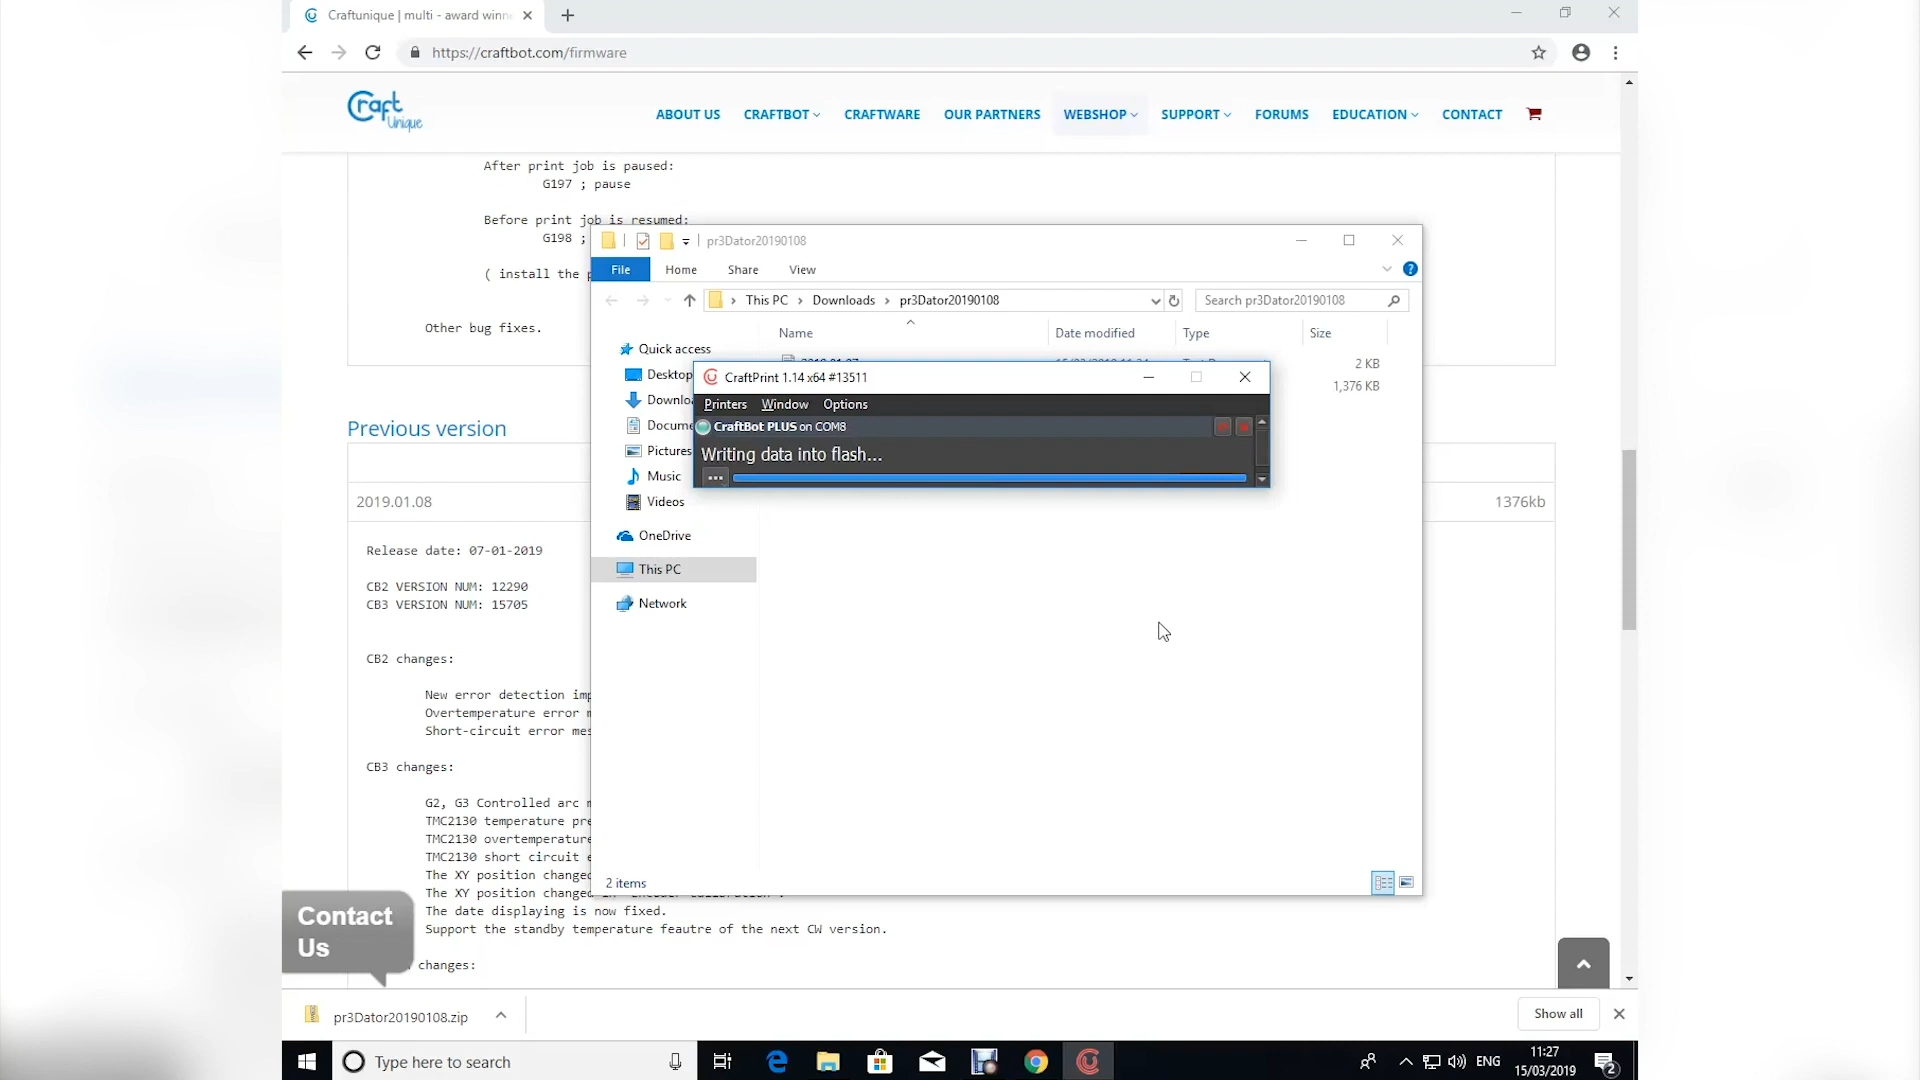 Craftunique | multi - award winn
https://craftbot.com/firmware
Craft Unique
ABOUT US
CRAFTBOT
CRAFTWARE
OUR PARTNERS
WEBSHOP
SUPPORT
FORUMS
EDUCATION
CONTACT
After print job is paused:
G197 ; pause
Before print job is resumed:
G198 ;
( install the
Other bug fixes.
Previous version
2019.01.08
1376kb
Release date: 07-01-2019
CB2 VERSION NUM: 12290
CB3 VERSION NUM: 15705
CB2 changes:
New error detection im
Overtemperature error
Short-circuit error mes
CB3 changes:
G2, G3 Controlled arc
TMC2130 temperature pre
TMC2130 overtemperature
TMC2130 short circuit
The XY position changed
The XY position changed
The date displaying is now fixed.
Support the standby temperature feautre of the next CW version.
changes:
pr3Dator20190108
File
Home
Share
View
This PC
Downloads
pr3Dator20190108
Search pr3Dator20190108
Name
Date modified
Type
Size
2 KB
1,376 KB
Quick access
Desktop
Downlo
Docume
Pictures
Music
Videos
OneDrive
This PC
Network
2 items
CraftPrint 1.14 x64 #13511
Printers
Window
Options
CraftBot PLUS on COM8
Writing data into flash...
Contact
Us
pr3Dator20190108.zip
Show all
Type here to search
ENG
11:27
15/03/2019
2